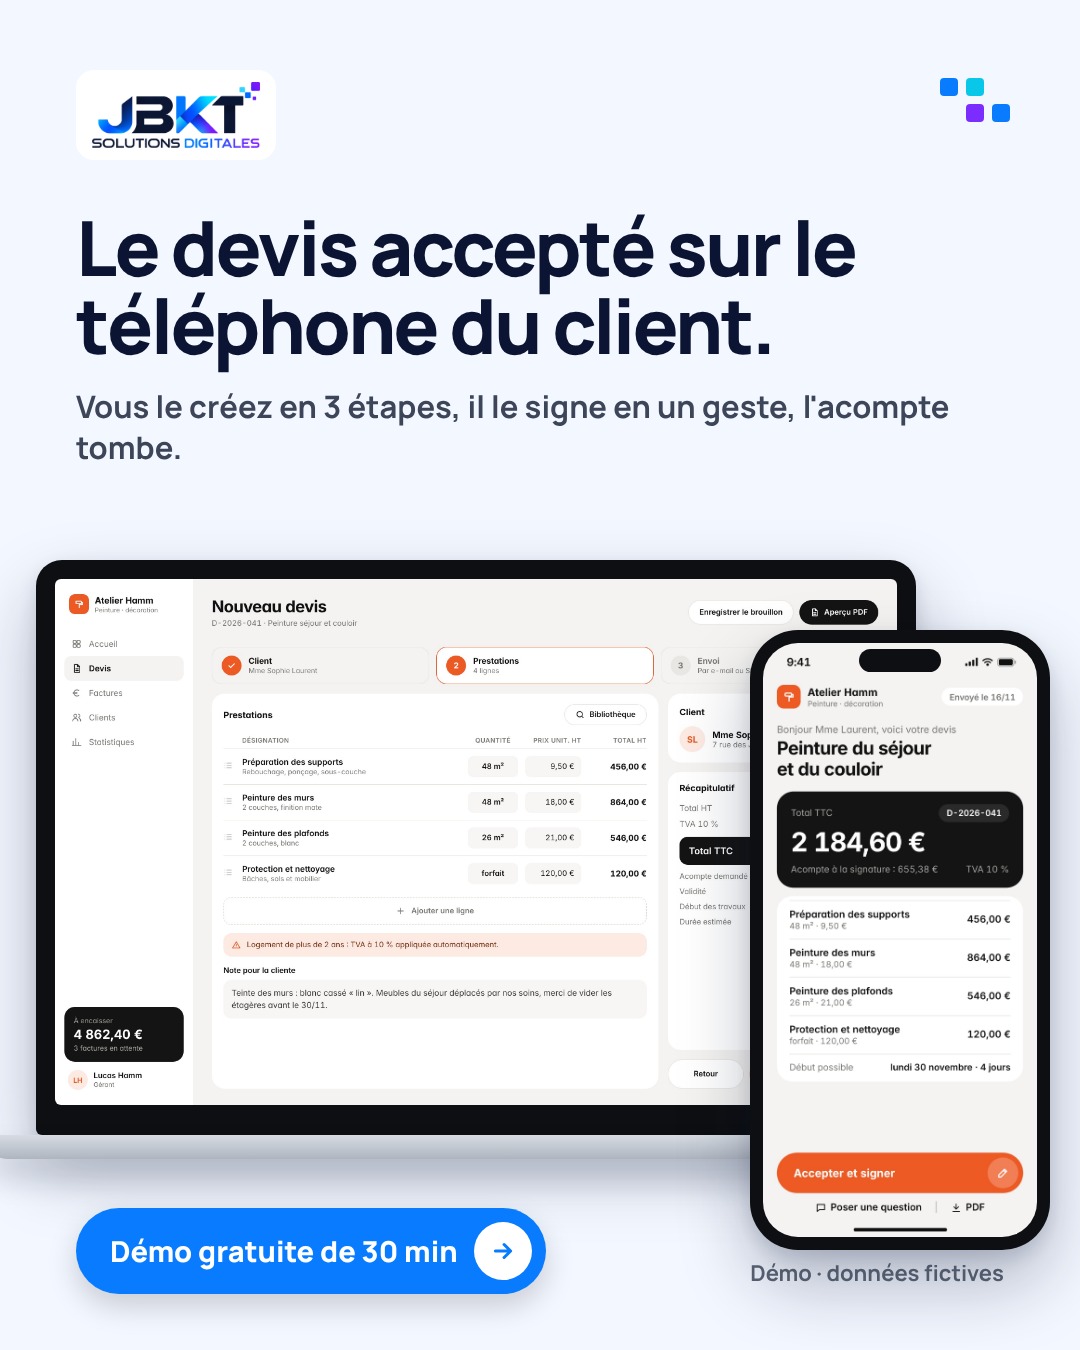 JBKT
SOLUTIONS DIGITALES
Le devis accepté sur le
téléphone du client.
Vous le créez en 3 étapes, il le signe en un geste, l'acompte
tombe.
Atelier Hamm
Peinture · décoration
Accueil
Devis
Factures
Clients
Statistiques
À encaisser
4 862,40 €
3 factures en attente
LH
Lucas Hamm
Gérant
Nouveau devis
D-2026-041 · Peinture séjour et couloir
Enregistrer le brouillon
Aperçu PDF
Client
Mme Sophie Laurent
2
Prestations
4 lignes
3
Envoi
Par e-mail ou S
Prestations
Bibliothèque
DÉSIGNATION QUANTITÉ PRIX UNIT. HT TOTAL HT
Préparation des supports 48 m² 9,50 € 456,00 €
Rebouchage, ponçage, sous-couche
Peinture des murs 48 m² 18,00 € 864,00 €
2 couches, finition mate
Peinture des plafonds 26 m² 21,00 € 546,00 €
2 couches, blanc
Protection et nettoyage forfait 120,00 € 120,00 €
Bâches, sols et mobilier
+ Ajouter une ligne
Logement de plus de 2 ans : TVA à 10 % appliquée automatiquement.
Note pour la cliente
Teinte des murs : blanc cassé « lin ». Meubles du séjour déplacés par nos soins, merci de vider les
étagères avant le 30/11.
Client
SL
Mme Sop
7 rue des
Récapitulatif
Total HT
TVA 10 %
Total TTC
Acompte demandé
Validité
Début des travaux
Durée estimée
Retour
9:41
Atelier Hamm
Peinture · décoration
Envoyé le 16/11
Bonjour Mme Laurent, voici votre devis
Peinture du séjour
et du couloir
Total TTC
D-2026-041
2 184,60 €
Acompte à la signature : 655,38 € TVA 10 %
Préparation des supports 456,00 €
48 m² · 9,50 €
Peinture des murs 864,00 €
48 m² · 18,00 €
Peinture des plafonds 546,00 €
26 m² · 21,00 €
Protection et nettoyage 120,00 €
forfait · 120,00 €
Début possible lundi 30 novembre · 4 jours
Accepter et signer
Poser une question | PDF
Démo gratuite de 30 min
Démo · données fictives